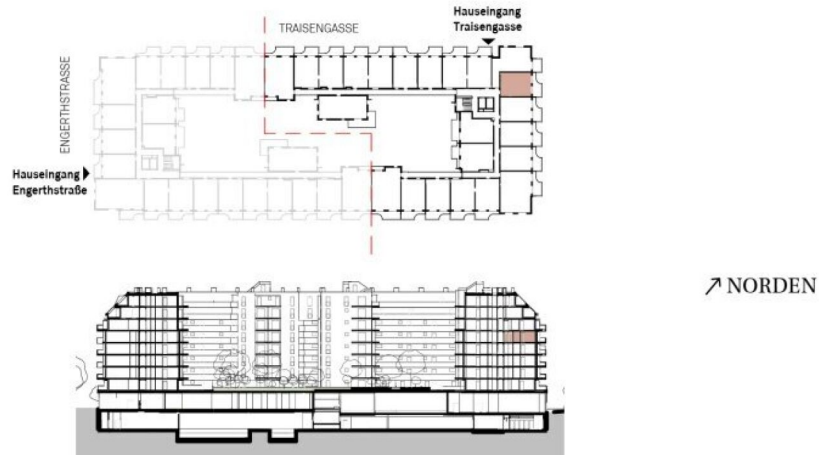 TRAISENGASSE
Hauseingang
Traisengasse
ENGERTHSTRASSE
Hauseingang
Engerthstraße
↗ NORDEN